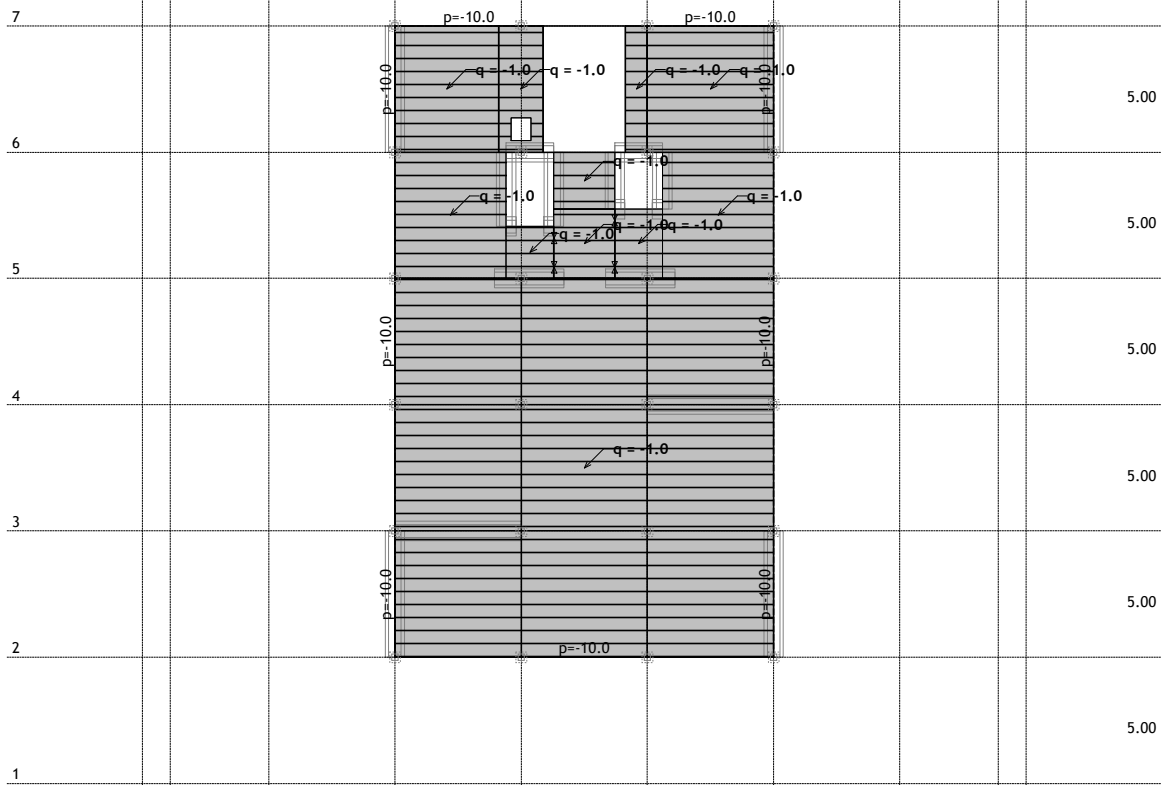 7
p=-10.0
p=-10.0
q = -1.0
q = -1.0
q = -1.0
q = -1.0
p=-10.0
p=-10.0
5.00
6
q = -1.0
q = -1.0
q = -1.0
5.00
q = -1.0
q = -1.0
q = -1.0
5
p=-10.0
p=-10.0
5.00
4
q = -1.0
5.00
3
p=-10.0
p=-10.0
5.00
2
p=-10.0
5.00
1